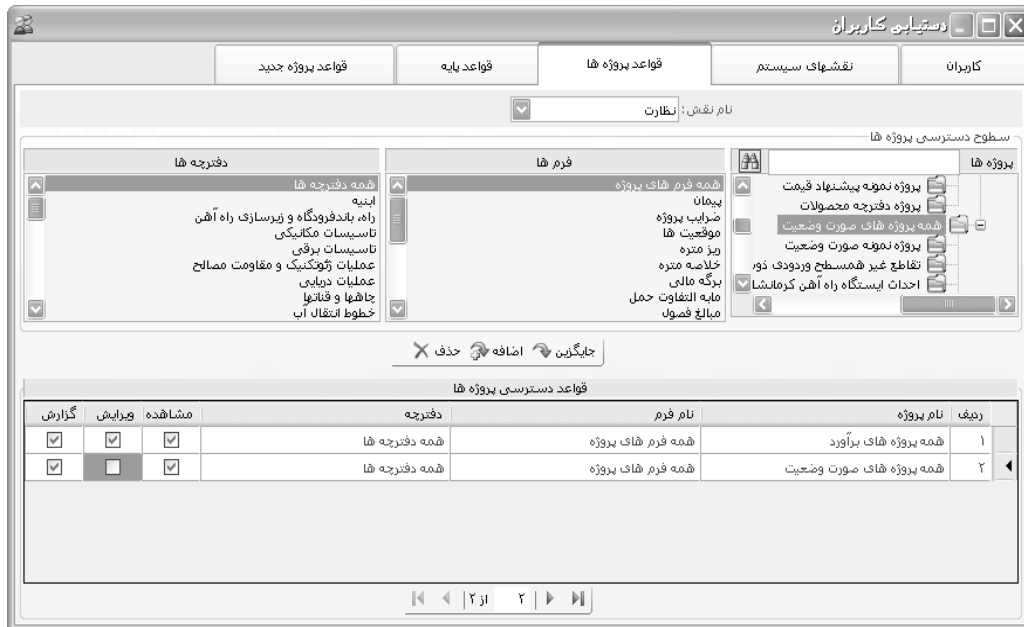 دستیابی کاربران
کاربران
نقشهای سیستم
قواعد پروژه ها
قواعد پایه
قواعد پروژه جدید
نام نقش: نظارت
سطوح دسترسی پروژه ها
پروژه ها
پروژه نمونه پیشنهاد قیمت
پروژه دفترچه محصولات
همه پروژه های صورت وضعیت
پروژه نمونه صورت وضعیت
تقاطع غیر همسطح وردودی ذوب
احداث ایستگاه راه آهن کرمانشا
فرم ها
همه فرم های پروژه
پیمان
ضرایب پروژه
موقعیت ها
ریز متره
خلاصه متره
برگه مالی
مابه التفاوت حمل
مبالغ فصول
دفترچه ها
همه دفترچه ها
ابنیه
راه، باندفرودگاه و زیرسازی راه آهن
تاسیسات مکانیکی
تاسیسات برقی
عملیات ژئوتکنیک و مقاومت مصالح
عملیات دریایی
چاهها و قناتها
خطوط انتقال آب
جایگزین اضافه حذف
قواعد دسترسی پروژه ها
ردیف نام پروژه نام فرم دفترچه مشاهده ویرایش گزارش
۱ همه پروژه های برآورد همه فرم های پروژه همه دفترچه ها
۲ همه پروژه های صورت وضعیت همه فرم های پروژه همه دفترچه ها
۲ از ۲